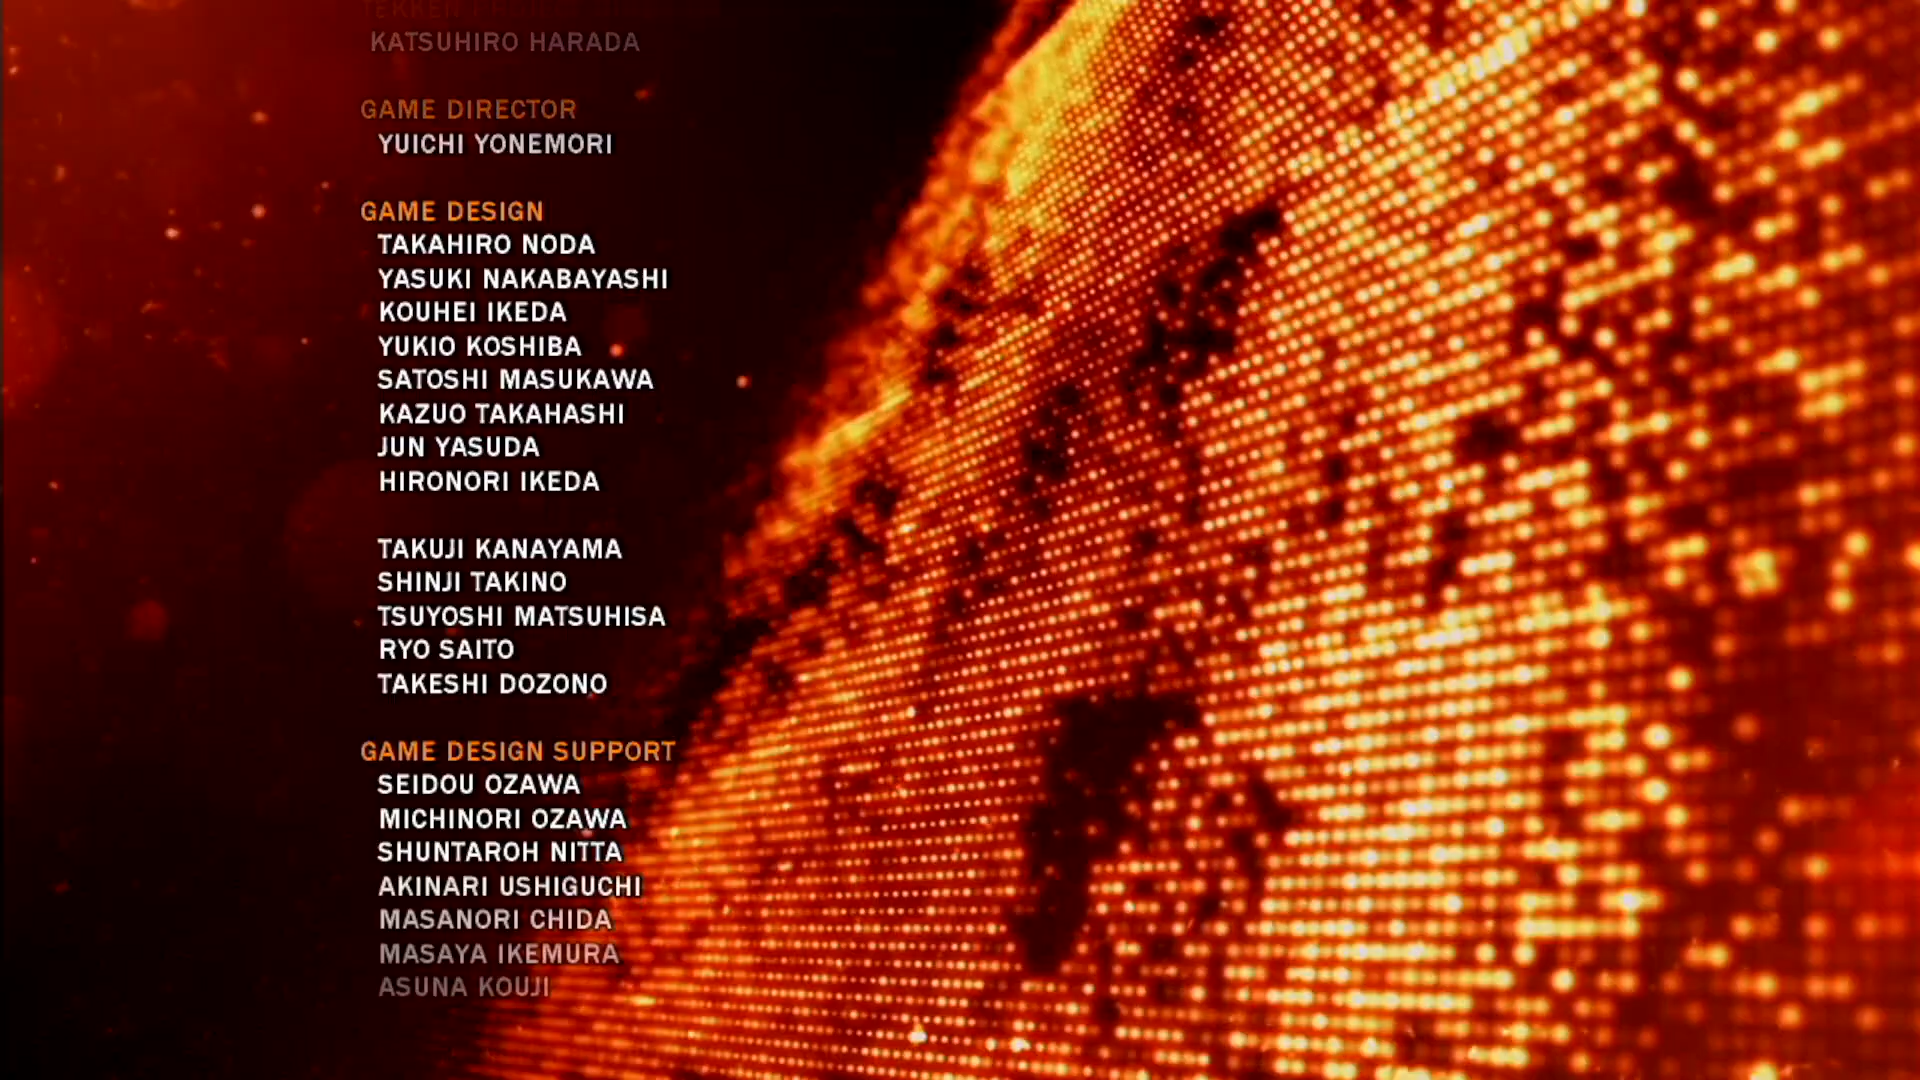 KATSUHIRO HARADA
GAME DIRECTOR
YUICHI YONEMORI
GAME DESIGN
TAKAHIRO NODA
YASUKI NAKABAYASHI
KOUHEI IKEDA
YUKIO KOSHIBA
SATOSHI MASUKAWA
KAZUO TAKAHASHI
JUN YASUDA
HIRONORI IKEDA
TAKUJI KANAYAMA
SHINJI TAKINO
TSUYOSHI MATSUHISA
RYO SAITO
TAKESHI DOZONO
GAME DESIGN SUPPORT
SEIDOU OZAWA
MICHINORI OZAWA
SHUNTAROH NITTA
AKINARI USHIGUCHI
MASANORI CHIDA
MASAYA IKEMURA
ASUNA KOUJI